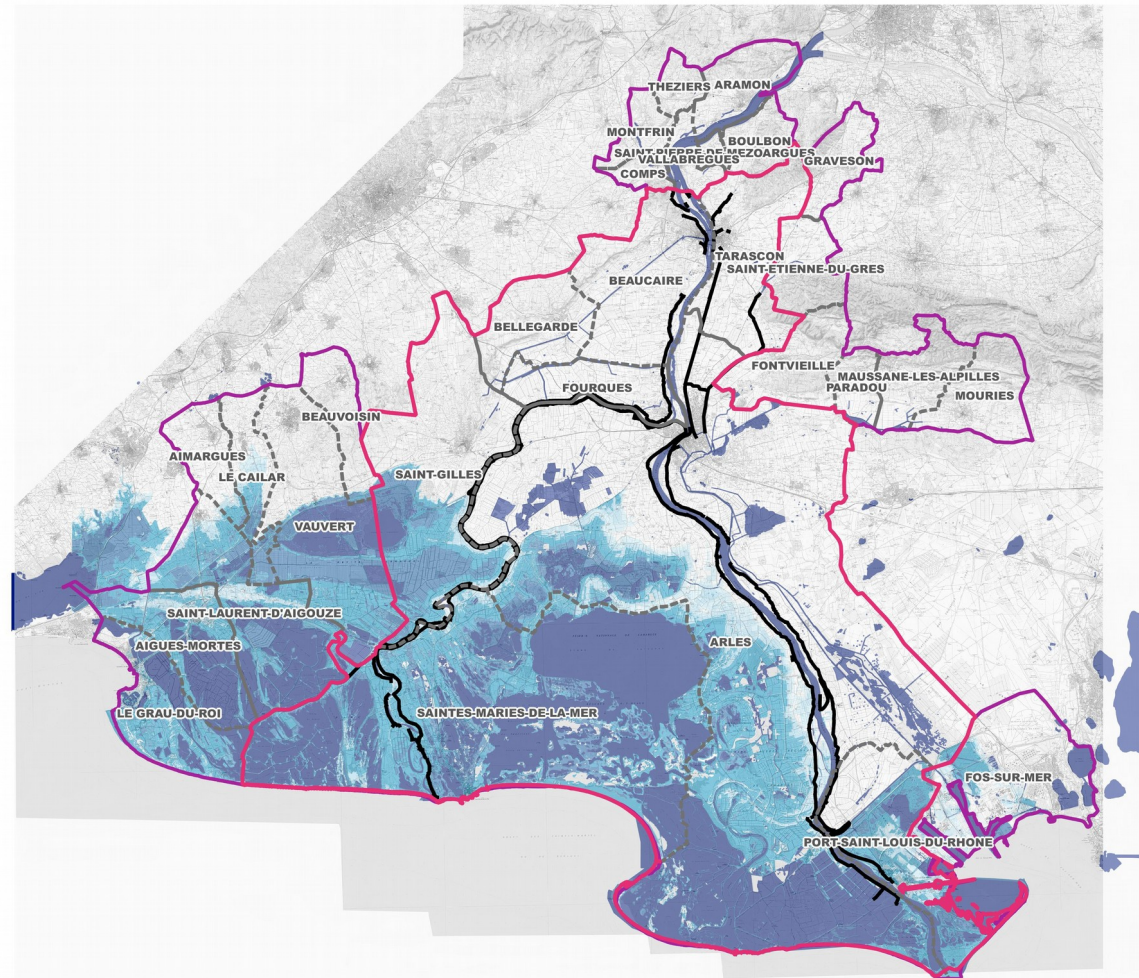 THEZIERS
ARAMON
MONTFRIN
BOULBON
SAINT-PIERRE-DE-MEZOARGUES
VALLABREGUES
GRAVESON
COMPS
TARASCON
SAINT-ETIENNE-DU-GRES
BEAUCAIRE
BELLEGARDE
FONTVIEILLE
MAUSSANE-LES-ALPILLES
FOURQUES
PARADOU
MOURIES
BEAUVOISIN
AIMARGUES
LE CAILAR
SAINT-GILLES
VAUVERT
SAINT-LAURENT-D'AIGOUZE
ARLES
AIGUES-MORTES
LE GRAU-DU-ROI
SAINTES-MARIES-DE-LA-MER
FOS-SUR-MER
PORT-SAINT-LOUIS-DU-RHONE